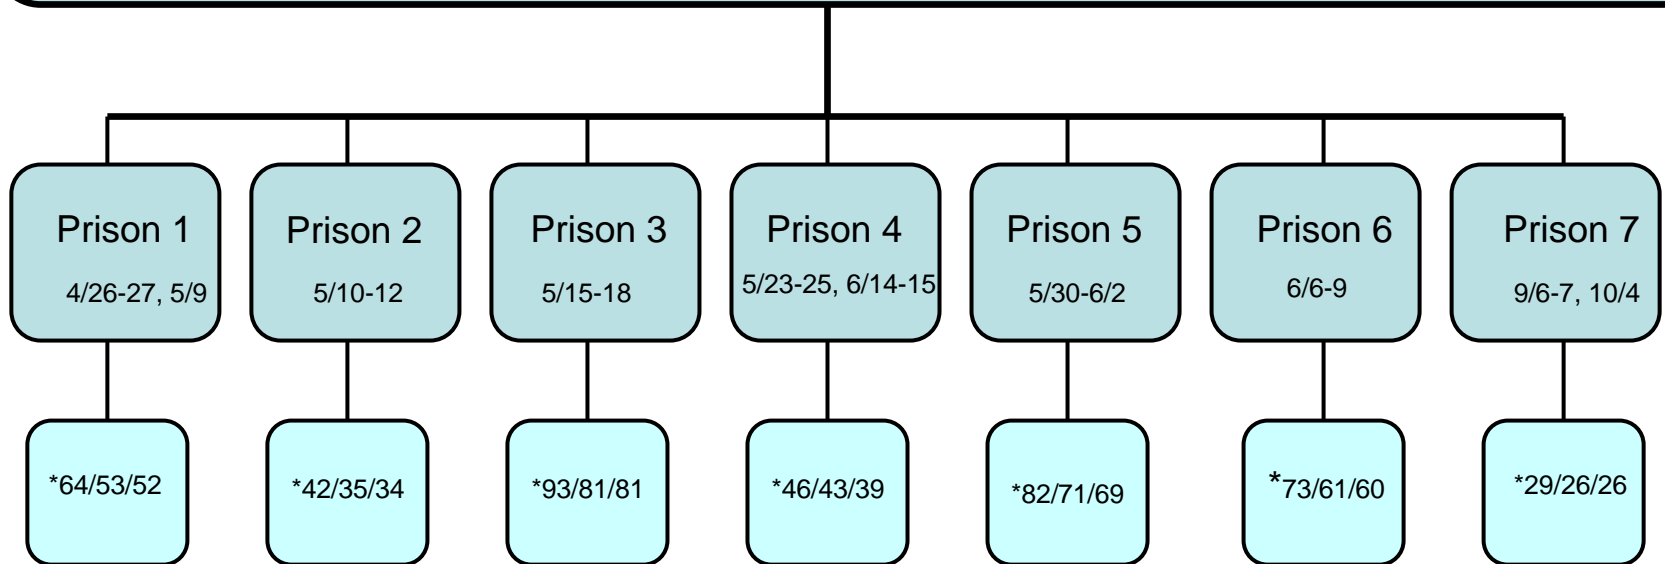 Prison 1
4/26-27, 5/9
Prison 2
5/10-12
Prison 3
5/15-18
Prison 4
5/23-25, 6/14-15
Prison 5
5/30-6/2
Prison 6
6/6-9
Prison 7
9/6-7, 10/4
*64/53/52
*42/35/34
*93/81/81
*46/43/39
*82/71/69
*73/61/60
*29/26/26